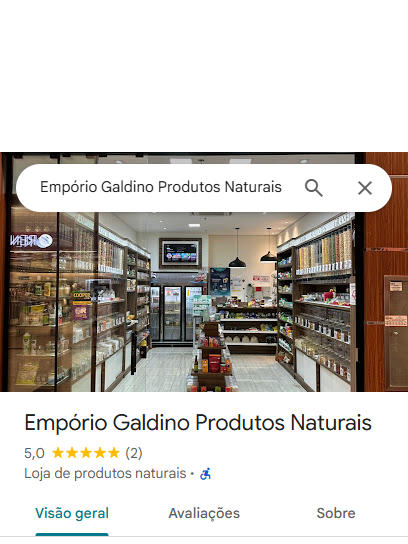 Empório Galdino Produtos Naturais
Empório Galdino Produtos Naturais
5,0 (2)
Loja de produtos naturais ·
Visão geral
Avaliações
Sobre